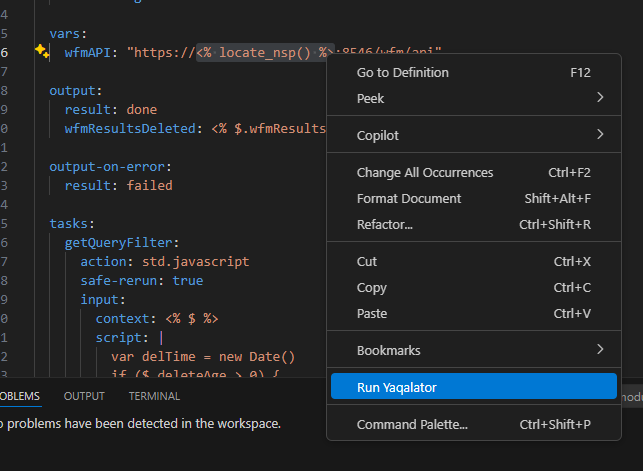 4
5 vars:
6 wfmAPI: "https://<% locate_nsp() %>:8546/wfm/api"
7
8 output:
9 result: done
0 wfmResultsDeleted: <% $.wfmResults
1
2 output-on-error:
3 result: failed
4
5 tasks:
6 getQueryFilter:
7 action: std.javascript
8 safe-rerun: true
9 input:
0 context: <% $ %>
1 script: |
2 var delTime = new Date()
3 if ($.deleteAge > 0) {
Go to Definition F12
Peek
Copilot
Change All Occurrences Ctrl+F2
Format Document Shift+Alt+F
Refactor... Ctrl+Shift+R
Cut Ctrl+X
Copy Ctrl+C
Paste Ctrl+V
Bookmarks
Run Yaqalator
Command Palette... Ctrl+Shift+P
OBLEMS OUTPUT TERMINAL
o problems have been detected in the workspace.